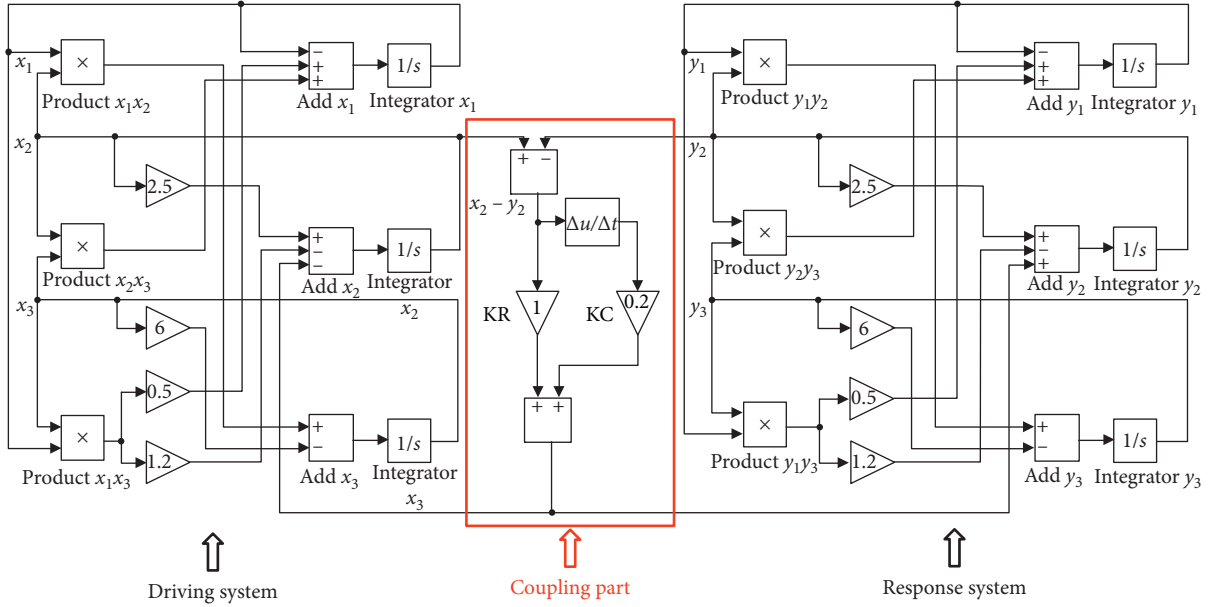 x1
×
Product x1x2
−
+
+
Add x1
1/s
Integrator x1
x2
2.5
×
Product x2x3
+
−
−
Add x2
1/s
Integrator
x2
x3
6
0.5
×
Product x1x3
1.2
+
−
Add x3
1/s
Integrator
x3
Driving system
+ −
x2 − y2
Δu/Δt
KR
1
KC
0.2
+ +
Coupling part
y1
×
Product y1y2
−
+
+
Add y1
1/s
Integrator y1
y2
2.5
×
Product y2y3
+
−
+
Add y2
1/s
Integrator y2
y3
6
0.5
×
Product y1y3
1.2
+
−
Add y3
1/s
Integrator y3
Response system